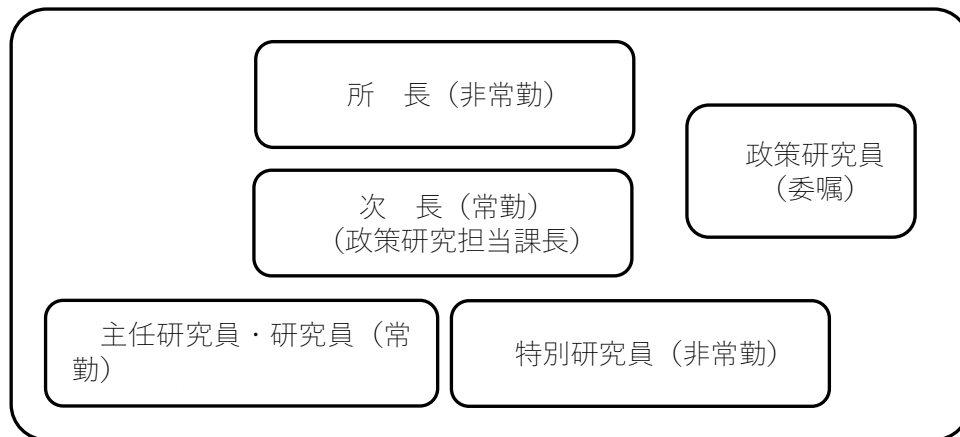 所　長（非常勤）
政策研究員
（委嘱）
次　長（常勤）
（政策研究担当課長）
主任研究員・研究員（常
勤）
特別研究員（非常勤）